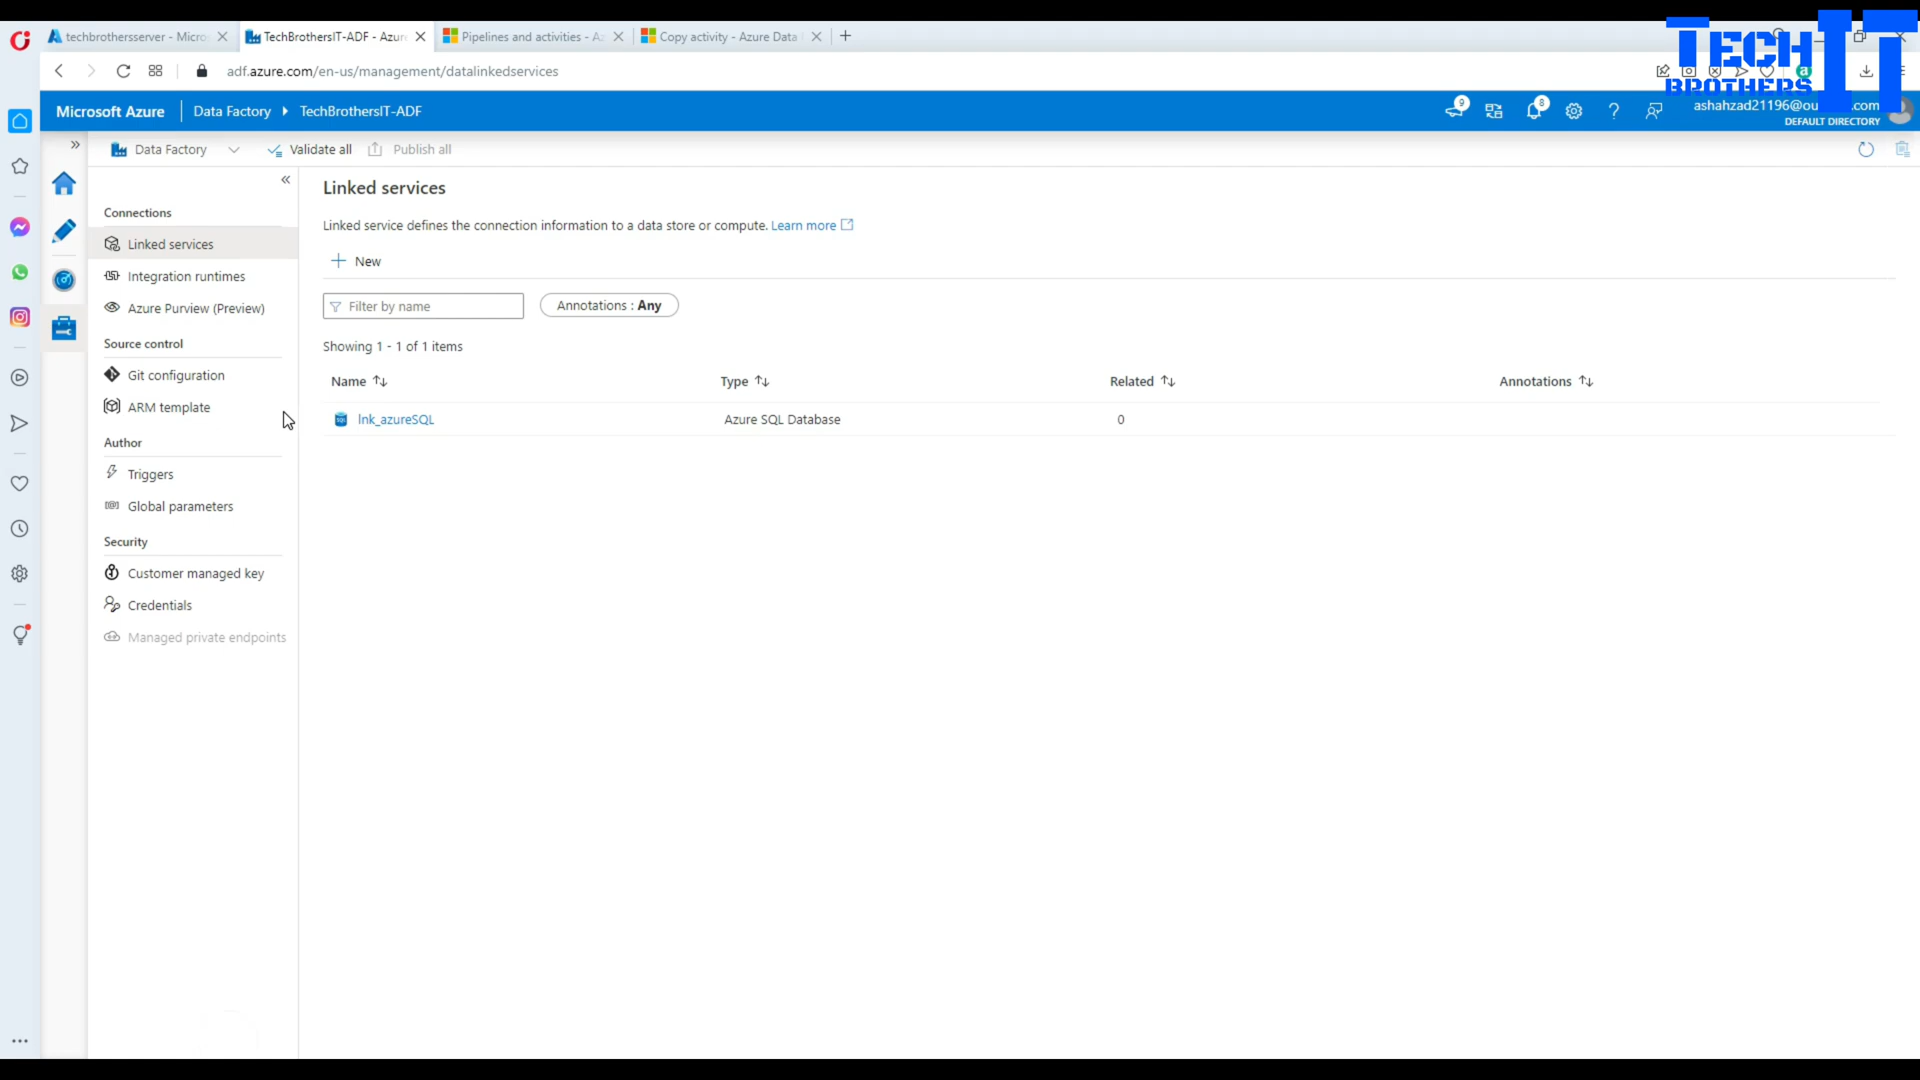 techbrothersserver - Micro
TechBrothersIT-ADF - Azur
Pipelines and activities - Az
Copy activity - Azure Data
adf.azure.com/en-us/management/datalinkedservices
TECH IT
BROTHERS
Microsoft Azure
Data Factory
TechBrothersIT-ADF
9
8
DEFAULT DIRECTORY
Data Factory
Validate all
Publish all
Connections
Linked services
Integration runtimes
Azure Purview (Preview)
Source control
Git configuration
ARM template
Author
Triggers
Global parameters
Security
Customer managed key
Credentials
Managed private endpoints
Linked services
Linked service defines the connection information to a data store or compute. Learn more
New
Filter by name
Annotations : Any
Showing 1 - 1 of 1 items
Name Type Related Annotations
lnk_azureSQL Azure SQL Database 0